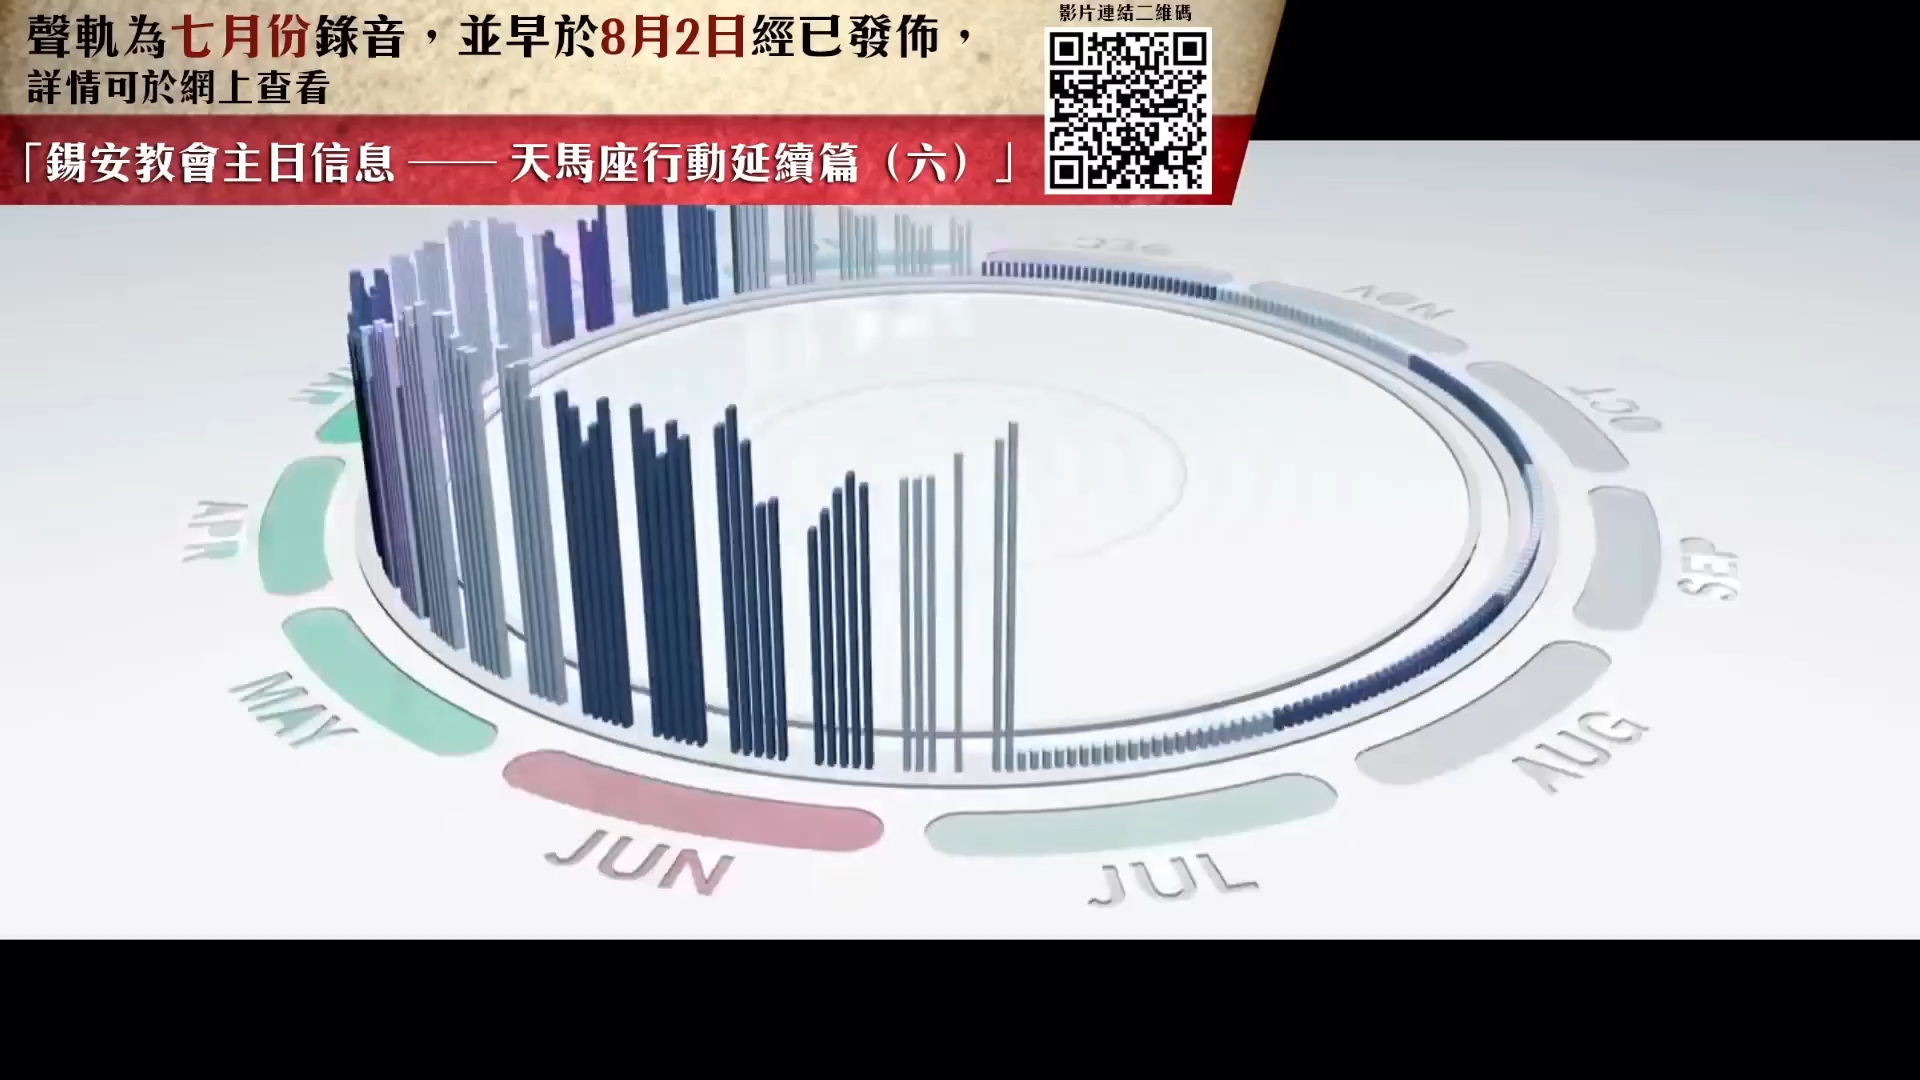 影片連結二維碼
聲軌為七月份錄音，並早於8月2日經已發佈，
詳情可於網上查看
「錫安教會主日信息 —— 天馬座行動延續篇（六）」
DEC
NOV
OCT
SEP
APR
MAY
AUG
JUN
JUL